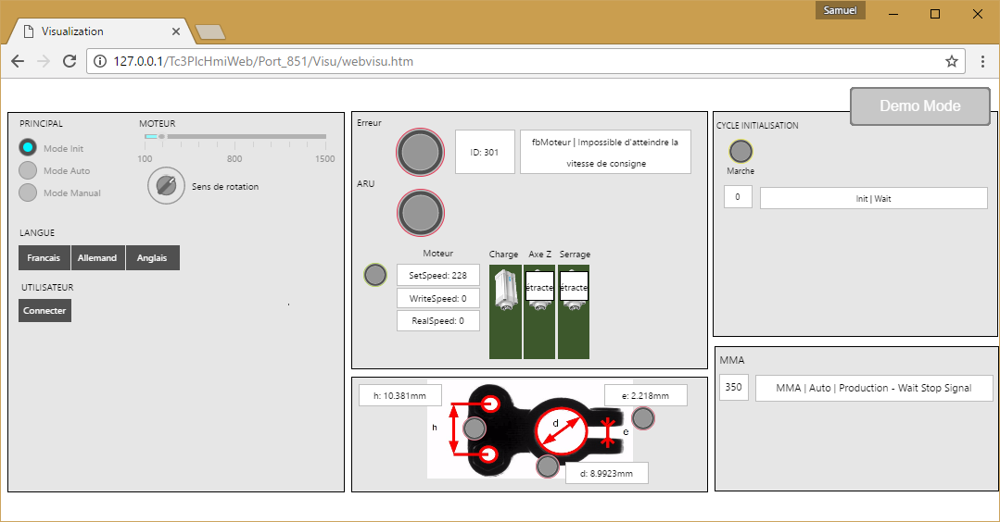 Samuel
Visualization
127.0.0.1/Tc3PlcHmiWeb/Port_851/Visu/webvisu.htm
Demo Mode
PRINCIPAL
Mode Init
Mode Auto
Mode Manual
MOTEUR
100 800 1500
Sens de rotation
LANGUE
Francais Allemand Anglais
UTILISATEUR
Connecter
Erreur
ID: 301
fbMoteur | Impossible d'atteindre la
vitesse de consigne
ARU
Moteur
SetSpeed: 228
WriteSpeed: 0
RealSpeed: 0
Charge Axe Z Serrage
étracte étracte
h: 10.381mm
e: 2.218mm
h
d
e
d: 8.9923mm
CYCLE INITIALISATION
Marche
0
Init | Wait
MMA
350
MMA | Auto | Production - Wait Stop Signal